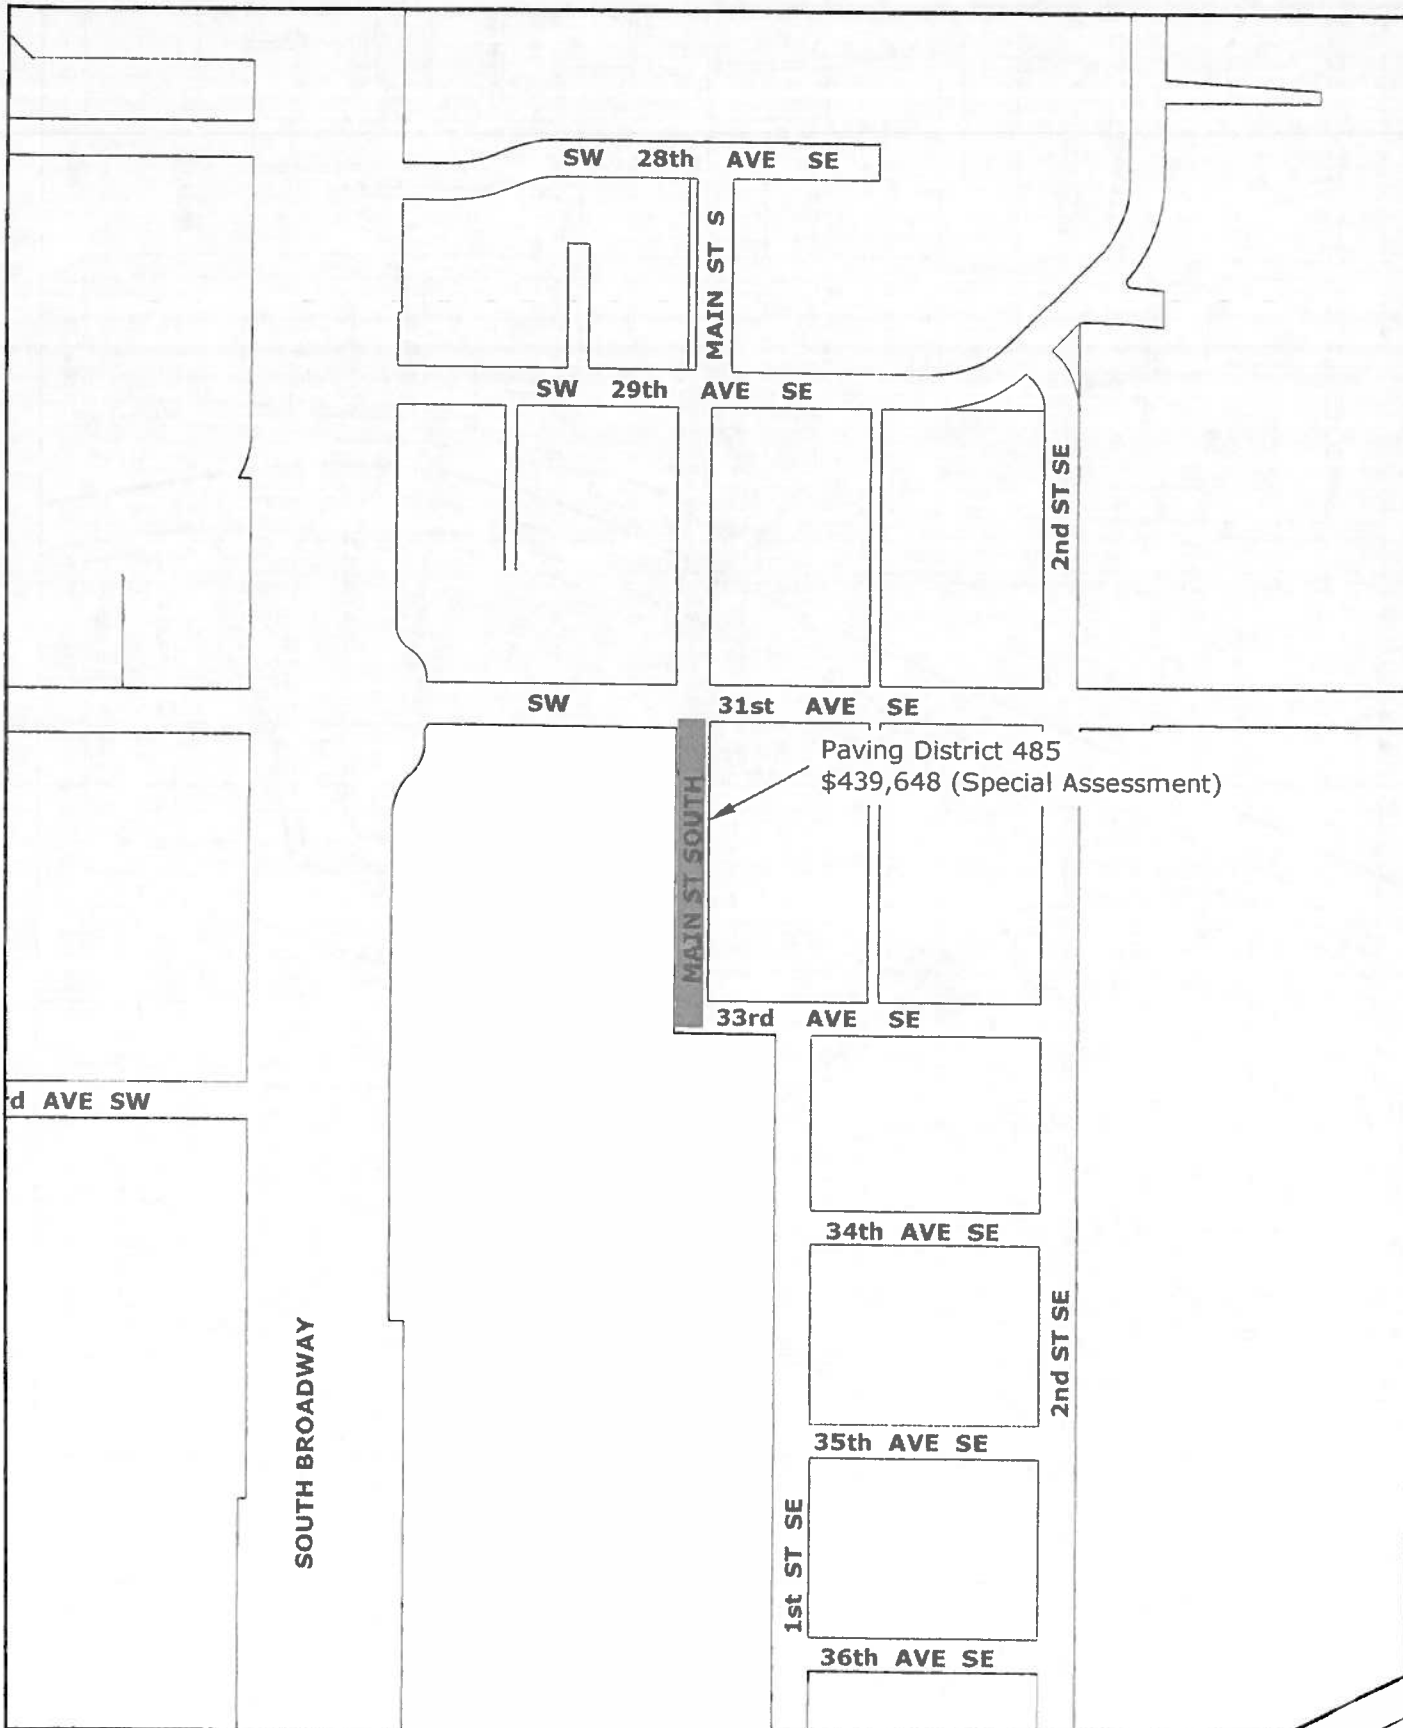 SW 28th AVE SE
MAIN ST S
SW 29th AVE SE
2nd ST SE
SW 31st AVE SE
Paving District 485
$439,648 (Special Assessment)
MAIN ST SOUTH
33rd AVE SE
rd AVE SW
34th AVE SE
2nd ST SE
SOUTH BROADWAY
35th AVE SE
1st ST SE
36th AVE SE